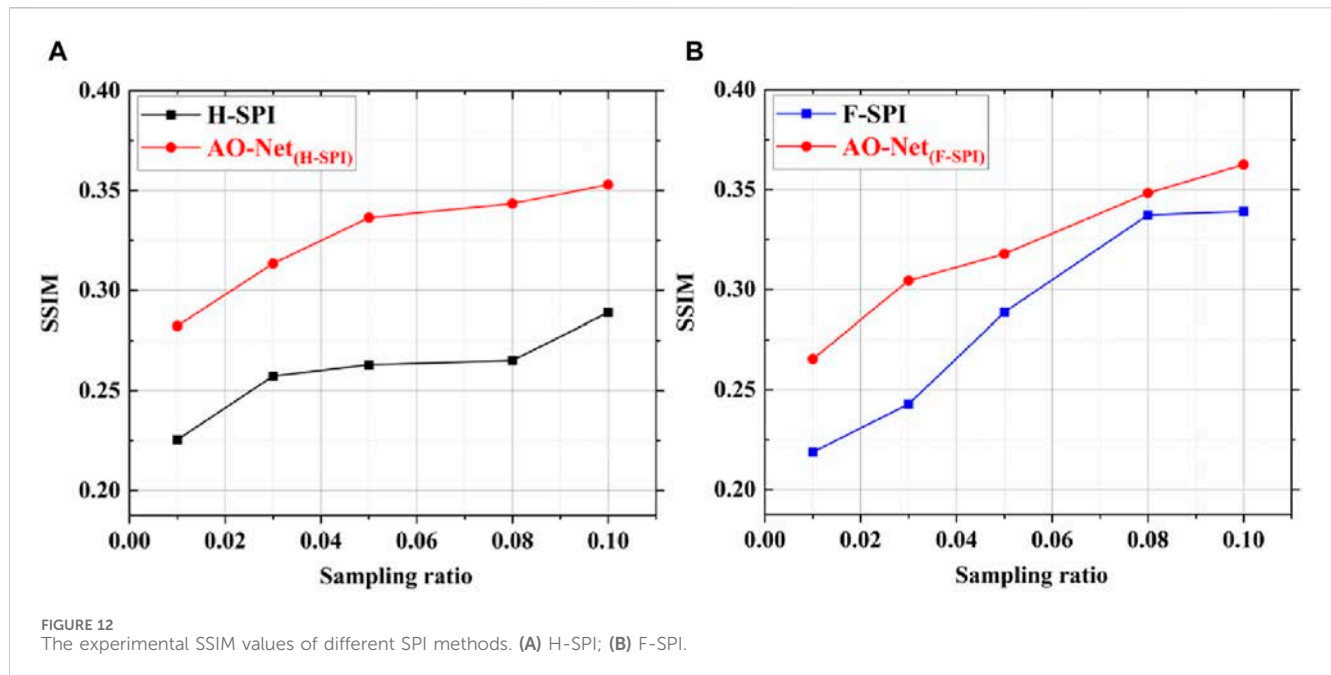 A
0.40
0.35
0.30
0.25
0.20
SSIM
H-SPI
AO-Net(H-SPI)
0.00 0.02 0.04 0.06 0.08 0.10
Sampling ratio
B
0.40
0.35
0.30
0.25
0.20
SSIM
F-SPI
AO-Net(F-SPI)
0.00 0.02 0.04 0.06 0.08 0.10
Sampling ratio
FIGURE 12
The experimental SSIM values of different SPI methods. (A) H-SPI; (B) F-SPI.